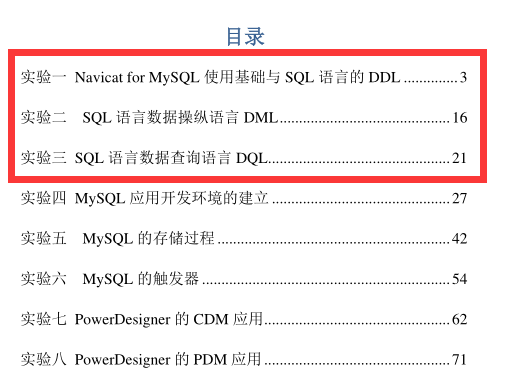 目录
实验一 Navicat for MySQL 使用基础与 SQL 语言的 DDL ..............3
实验二 SQL 语言数据操纵语言 DML............................................16
实验三 SQL 语言数据查询语言 DQL...............................................21
实验四 MySQL 应用开发环境的建立 ..............................................27
实验五 MySQL 的存储过程 ............................................................42
实验六 MySQL 的触发器 ................................................................54
实验七 PowerDesigner 的 CDM 应用................................................62
实验八 PowerDesigner 的 PDM 应用................................................71